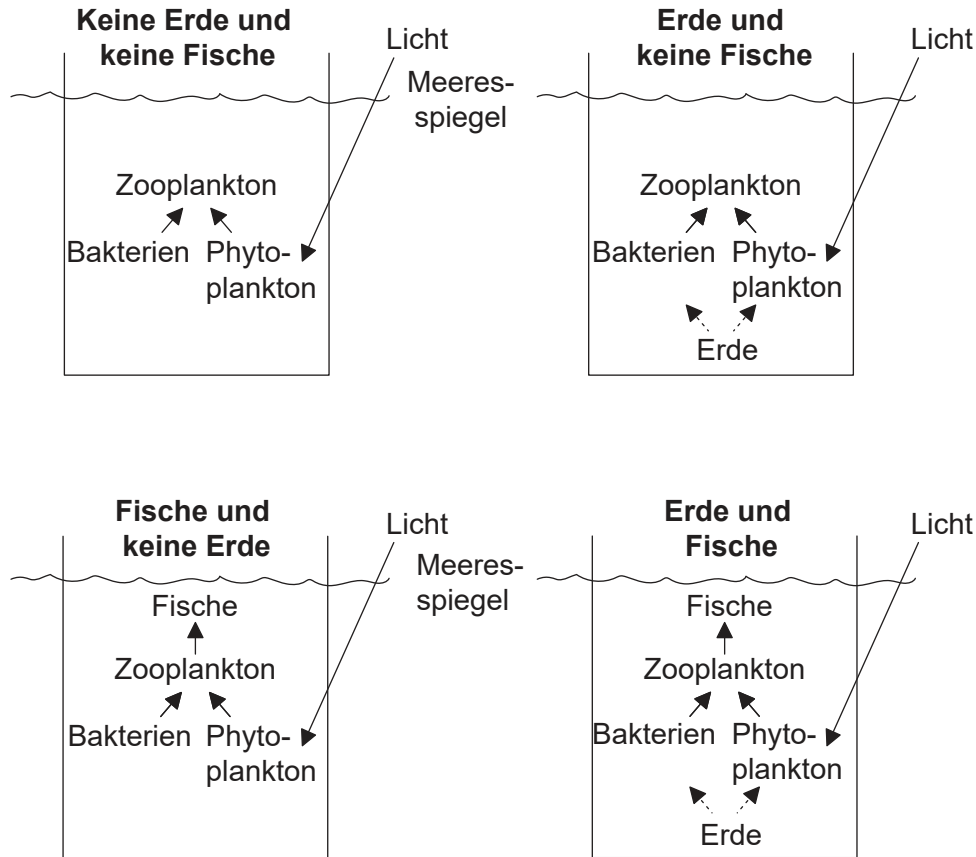 Keine Erde und
keine Fische
Licht
Meeres-
spiegel
Zooplankton
Bakterien
Phyto-
plankton
Erde
und
keine Fische
Licht
Zooplankton
Bakterien
Phyto-
plankton
Erde
Fische und
keine Erde
Licht
Meeres-
spiegel
Fische
Zooplankton
Bakterien
Phyto-
plankton
Erde und
Fische
Licht
Fische
Zooplankton
Bakterien
Phyto-
plankton
Erde